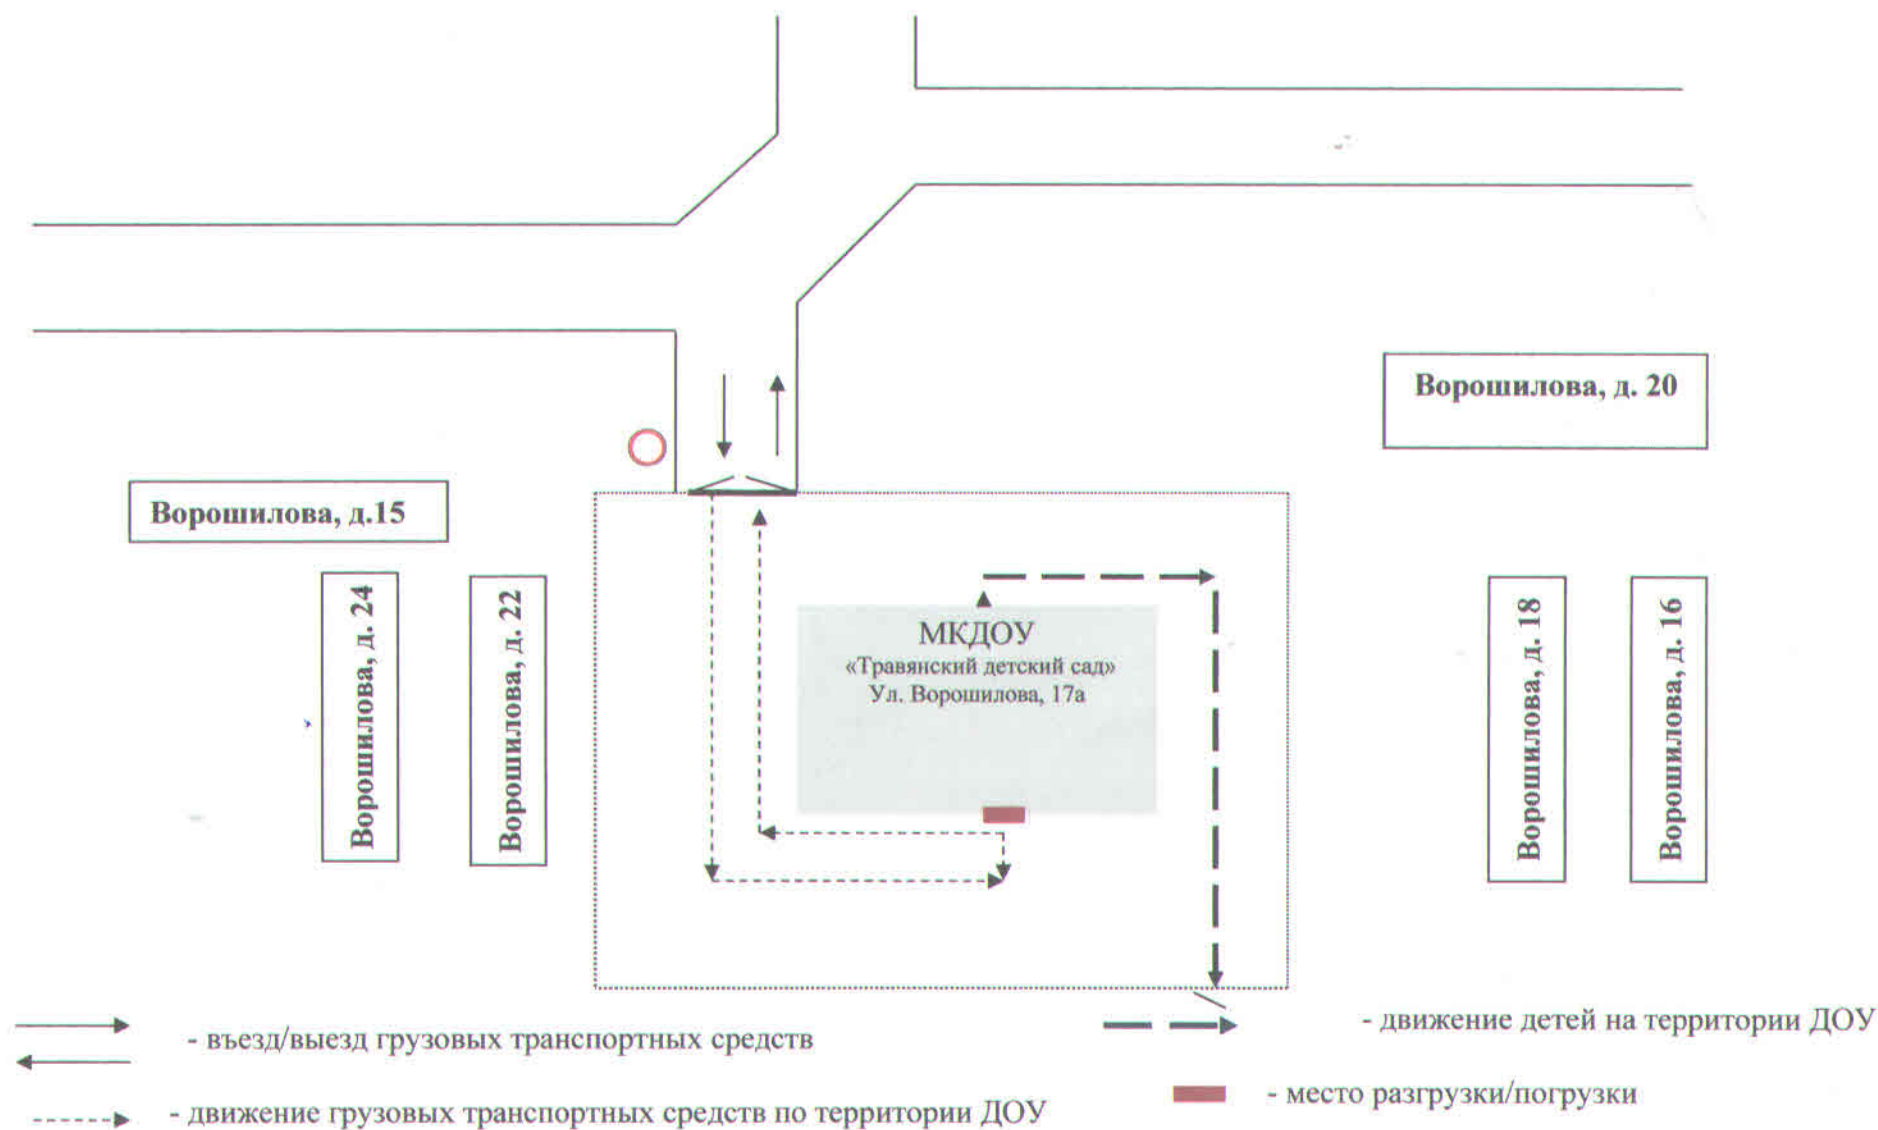 Ворошилова, д. 20
Ворошилова, д.15
Ворошилова, д. 24
Ворошилова, д. 22
МКДОУ
«Травянский детский сад»
Ул. Ворошилова, 17а
Ворошилова, д. 18
Ворошилова, д. 16
- въезд/выезд грузовых транспортных средств
- движение детей на территории ДОУ
- место разгрузки/погрузки
- движение грузовых транспортных средств по территории ДОУ